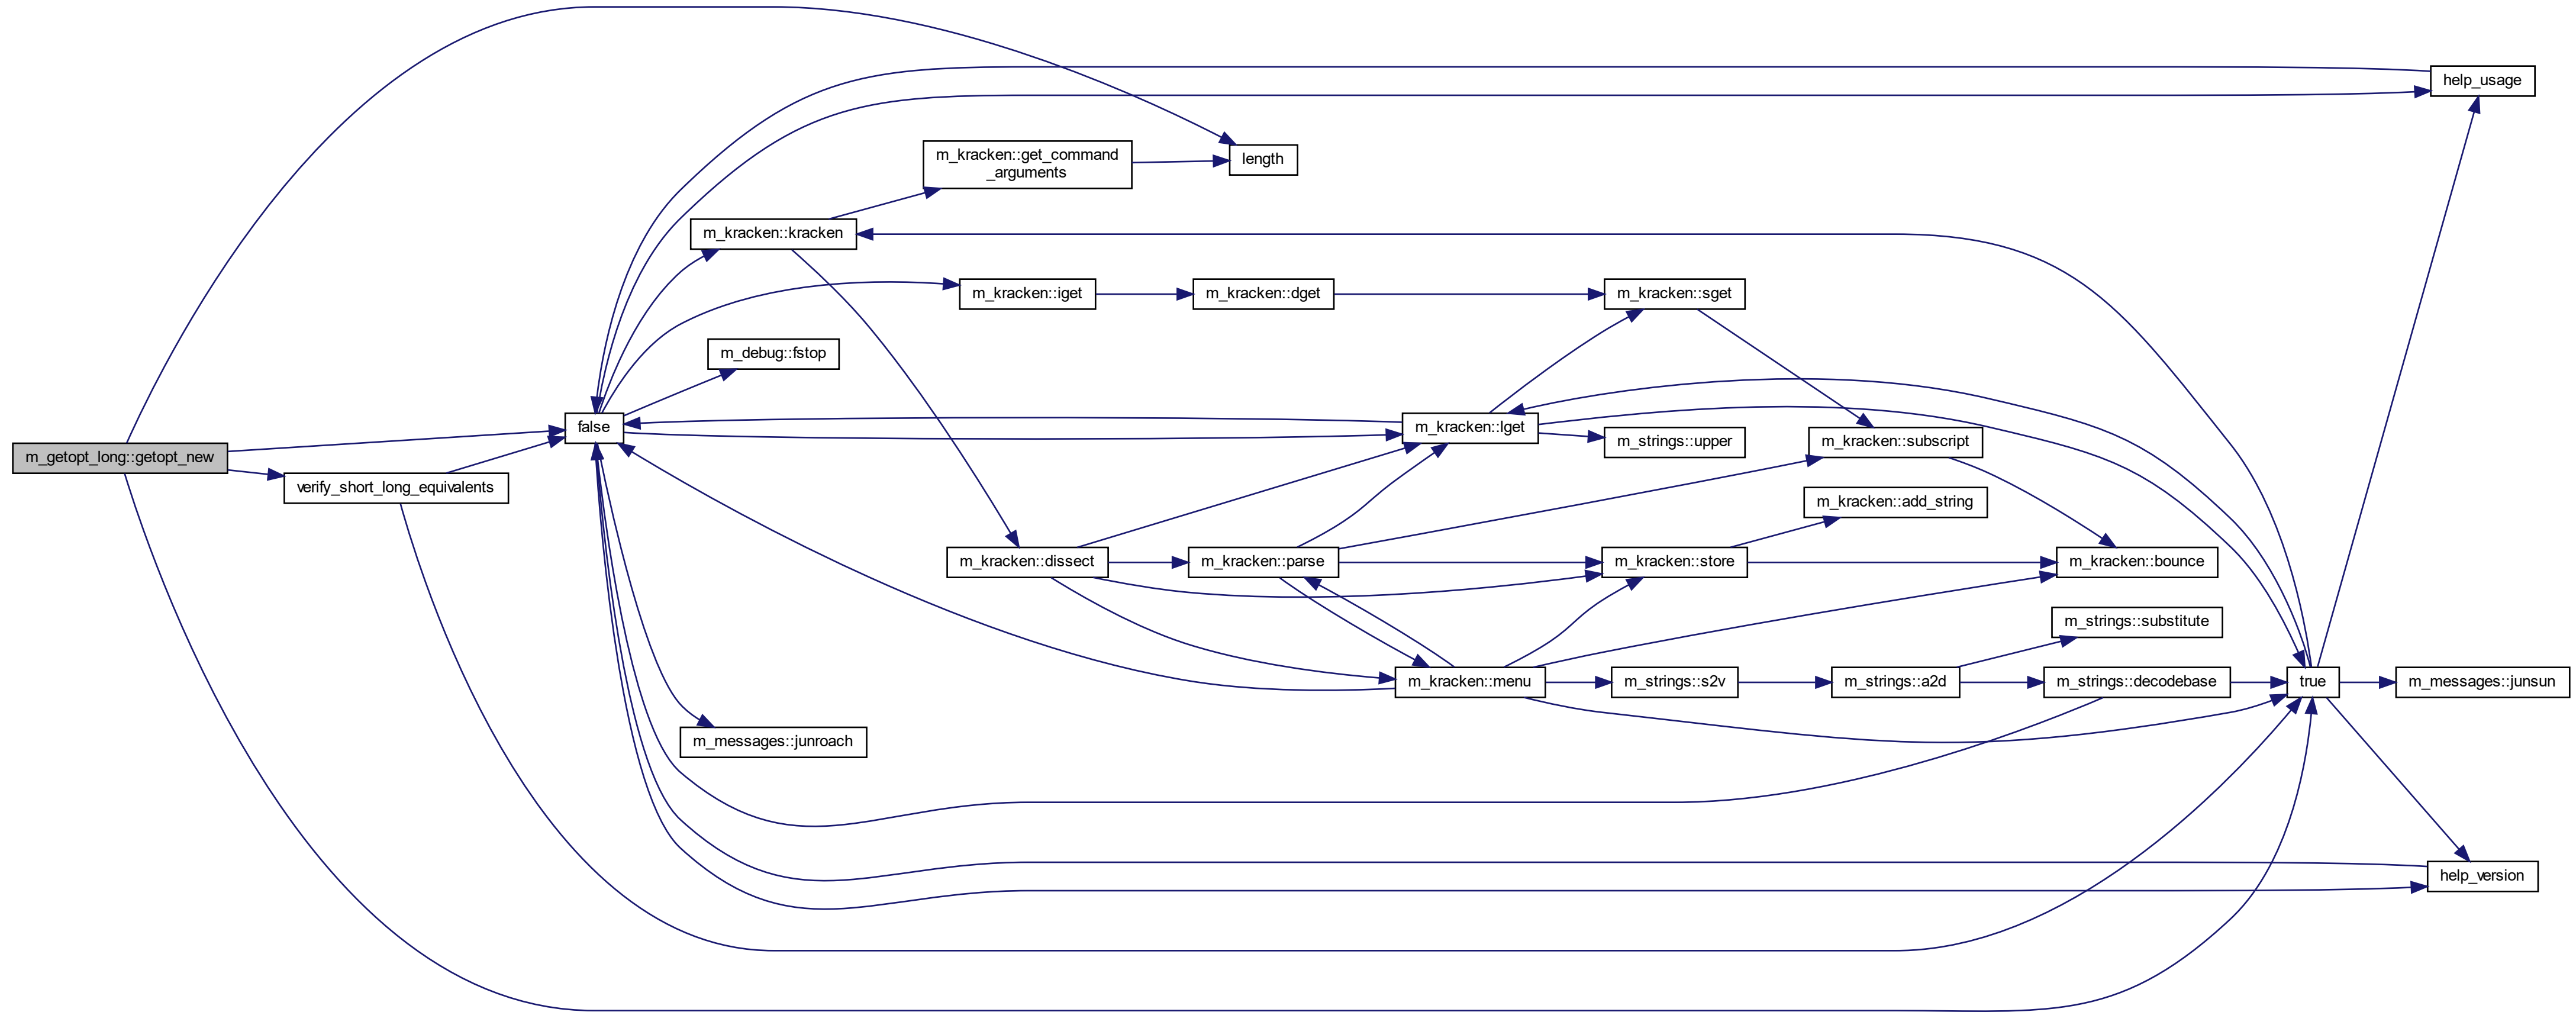 help_usage
m_kracken::get_command
_arguments
length
m_kracken::kracken
m_kracken::iget
m_kracken::dget
m_kracken::sget
m_debug::fstop
false
m_kracken::lget
m_strings::upper
m_kracken::subscript
m_getopt_long::getopt_new
verify_short_long_equivalents
m_kracken::add_string
m_kracken::dissect
m_kracken::parse
m_kracken::store
m_kracken::bounce
m_strings::substitute
m_kracken::menu
m_strings::s2v
m_strings::a2d
m_strings::decodebase
true
m_messages::junsun
m_messages::junroach
help_version